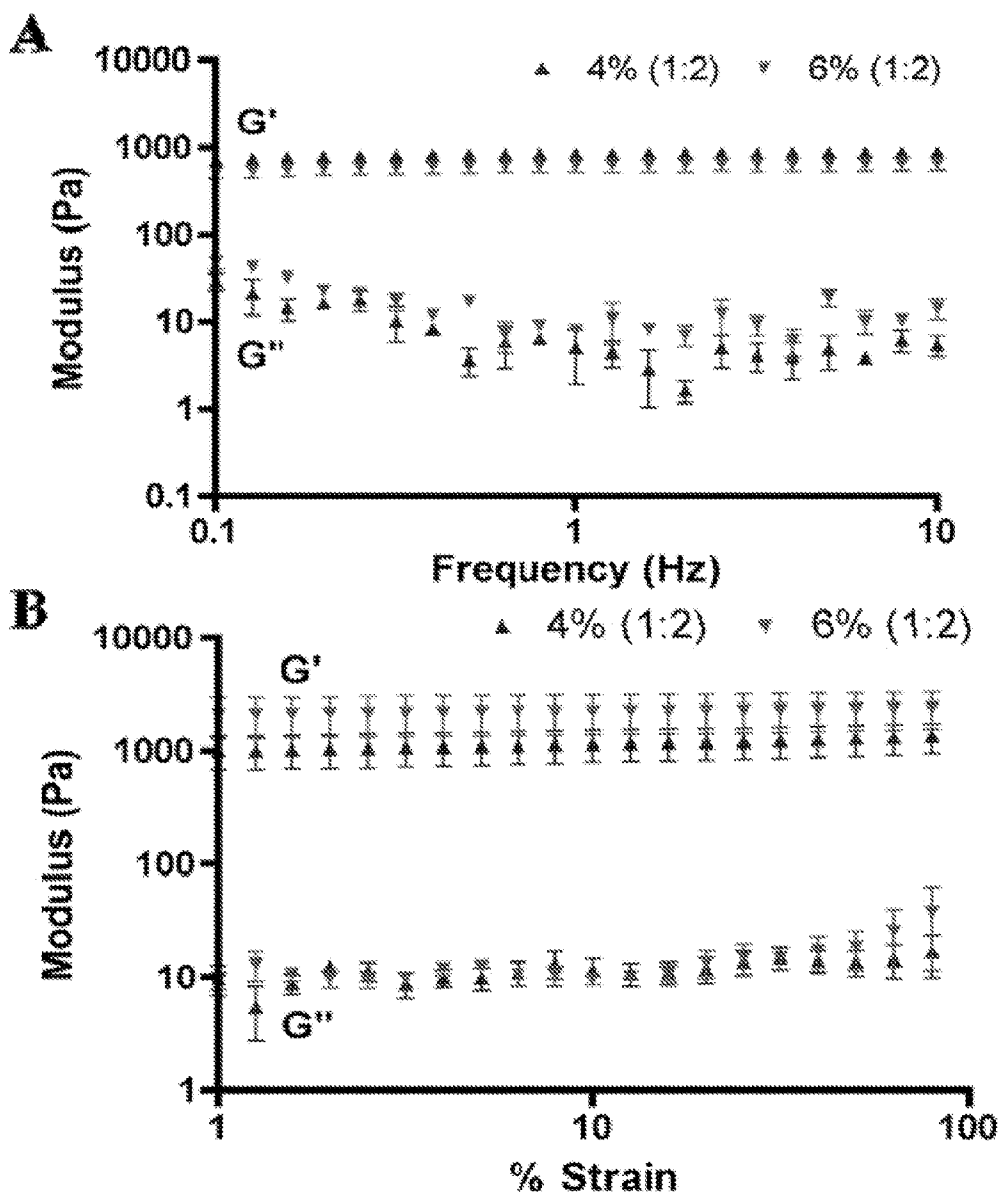 A
10000
▲ 4% (1:2) ▼ 6% (1:2)
G'
1000
100
10
G"
1
0.1
0.1 1 10
Modulus (Pa)
Frequency (Hz)
B
10000
▲ 4% (1:2) ▼ 6% (1:2)
G'
1000
100
10
G"
1
1 10 100
Modulus (Pa)
% Strain